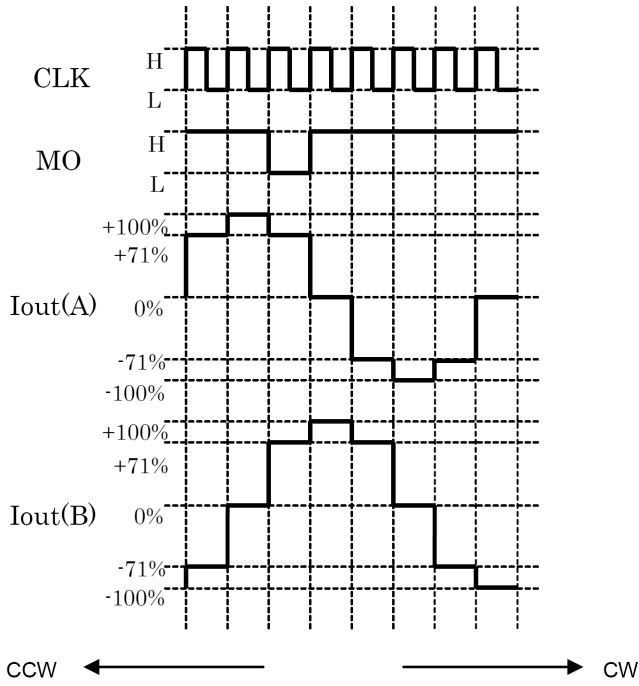 H
CLK
L
H
MO
L
+100%
+71%
Iout(A)
0%
-71%
-100%
+100%
+71%
Iout(B)
0%
-71%
-100%
CCW
CW